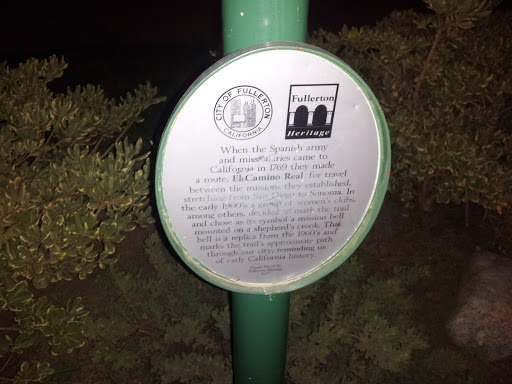 CITY OF FULLERTON
CALIFORNIA
Fullerton
Heritage
When the Spanish army
and missionaries came to
California in 1769 they made
a route, El Camino Real, for travel
between the missions they established,
stretching from San Diego to Sonoma. In
the early 1900's a group of women's clubs,
among others, decided to mark the trail
and chose as its symbol a mission bell
mounted on a shepherd's crook. This
bell is a replica from the 1960's and
marks the trail's approximate path
through our city, reminding us
of early California history.